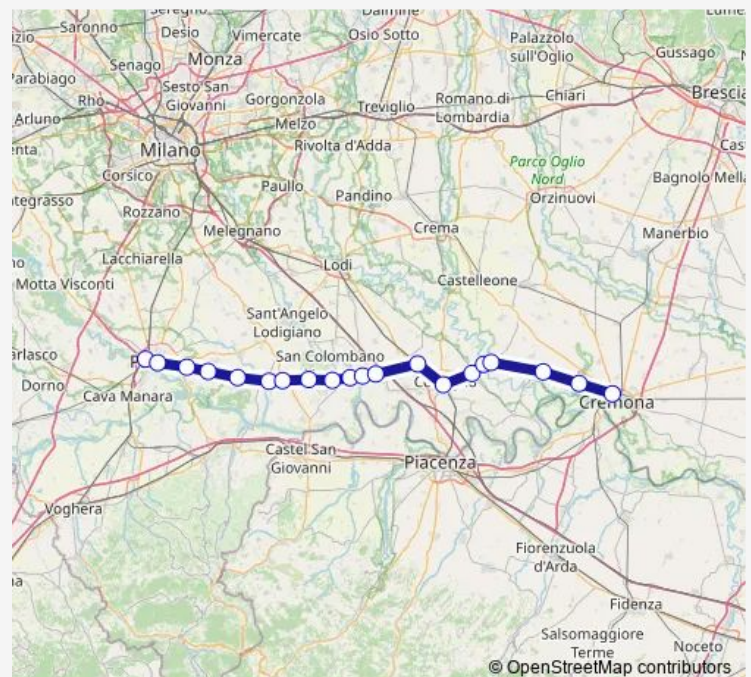 Saronno
Desio
Vimercate
Osio Sotto
Palazzolo
sull'Oglio
Gussago
Senago
Monza
Parabiago
Sesto San
Giovanni
Rho
Gorgonzola
Treviglio
Romano di
Lombardia
Chiari
Brescia
Arluno
Melzo
Milano
Rivolta d'Adda
Corsico
Parco Oglio
Nord
Paullo
Pandino
Orzinuovi
Bagnolo Mella
Rozzano
Melegnano
Crema
Manerbio
Lacchiarella
Lodi
Motta Visconti
Castelleone
Sant'Angelo
Lodigiano
San Colombano
Dorno
Cava Manara
Cremona
Castel San
Giovanni
Piacenza
Voghera
Fiorenzuola
d'Arda
Fidenza
Salsomaggiore
Terme
Noceto
© OpenStreetMap contributors